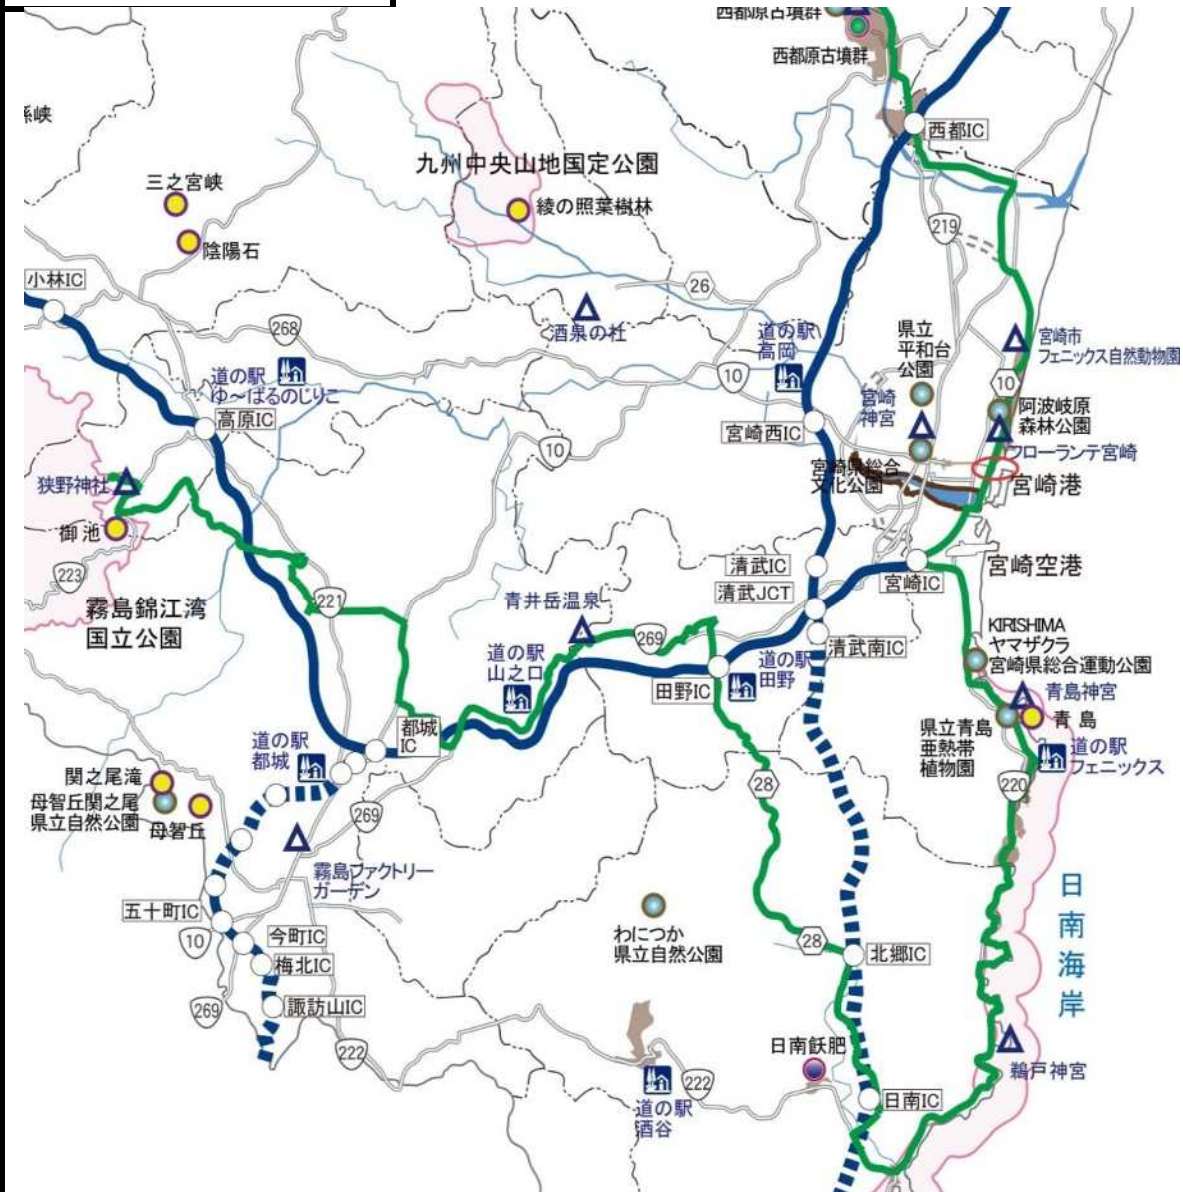 西都原古墳群
西都原古墳群
系峡
西都IC
九州中央山地国定公園
三之宮峡
綾の照葉樹林
陰陽石
219
小林IC
26
268
酒泉の杜
道の駅
高岡
県立
平和台
公園
宮崎市
フェニックス自然動物園
道の駅
ゆ～ぱるのじりこ
10
10
宮崎
神宮
阿波岐原
森林公園
高原IC
宮崎西IC
10
フローランテ宮崎
宮崎県総合
文化公園
狭野神社
宮崎港
御池
清武IC
宮崎IC
宮崎空港
223
清武JCT
青井岳温泉
221
霧島錦江湾
国立公園
269
清武南IC
KIRISHIMA
ヤマザクラ
宮崎県総合運動公園
道の駅
山之口
道の駅
田野
田野IC
青島神宮
青島
都城
IC
県立青島
亜熱帯
植物園
道の駅
都城
道の駅
フェニックス
関之尾滝
28
220
母智丘関之尾
県立自然公園
母智丘
269
霧島ファクトリー
ガーデン
日南海岸
五十町IC
10
今町IC
わにつか
県立自然公園
28
北郷IC
梅北IC
諏訪山IC
269
222
日南飫肥
鵜戸神宮
222
道の駅
酒谷
日南IC